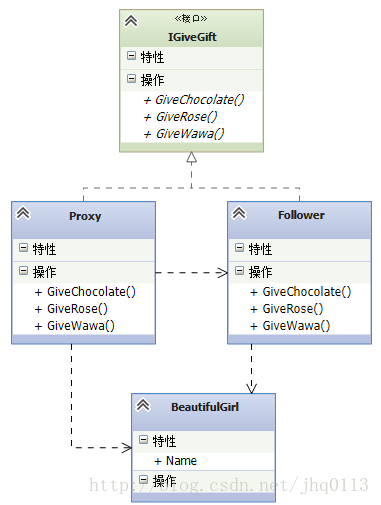 «接口»
IGiveGift
特性
操作
+ GiveChocolate()
+ GiveRose()
+ GiveWawa()
Proxy
特性
操作
+ GiveChocolate()
+ GiveRose()
+ GiveWawa()
Follower
特性
操作
+ GiveChocolate()
+ GiveRose()
+ GiveWawa()
BeautifulGirl
特性
+ Name
操作
http://blog.csdn.net/jhq0113